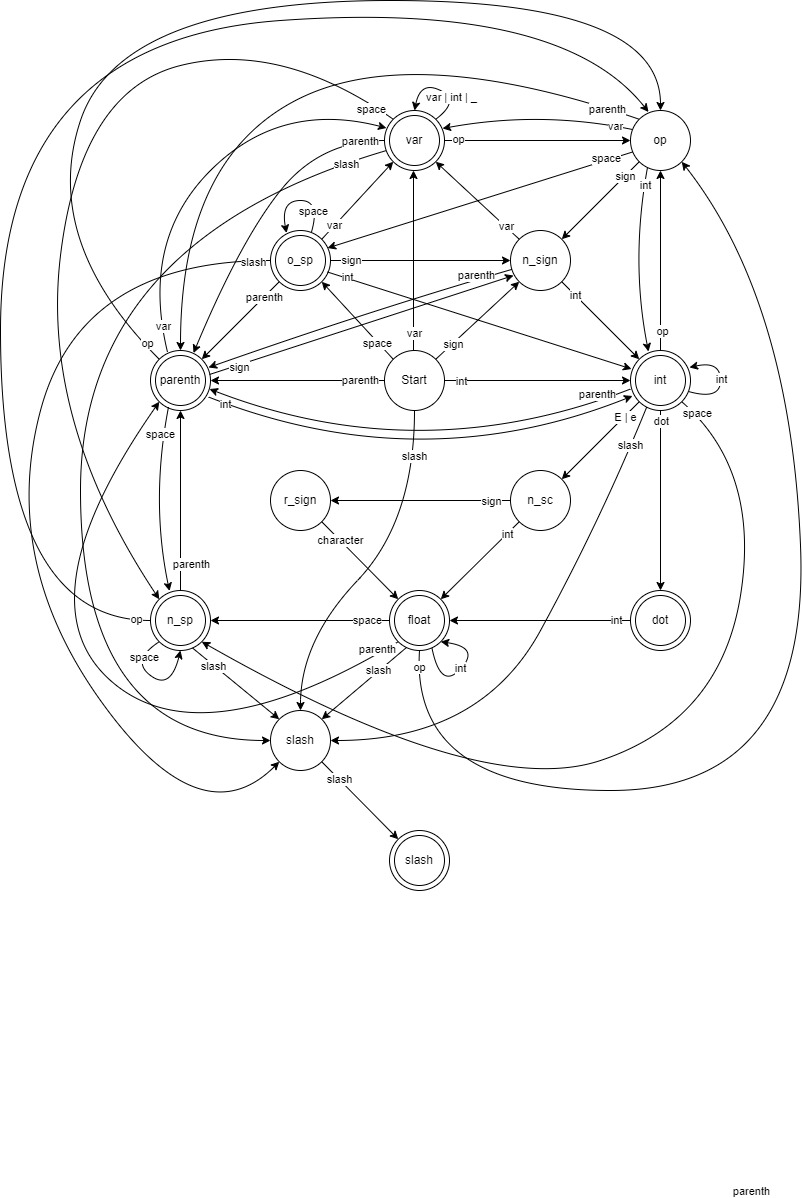 var | int | _
space
parenth
var
parenth
var
op
op
slash
space
sign
int
space
var
var
slash
o_sp
sign
n_sign
parenth
int
parenth
int
var
var
op
op
space
sign
sign
parenth
parenth
Start
int
int
int
int
parenth
E | e
space
dot
space
slash
slash
r_sign
sign
n_sc
character
int
parenth
op
n_sp
space
float
int
dot
space
slash
parenth
slash
op
int
slash
slash
slash
parenth